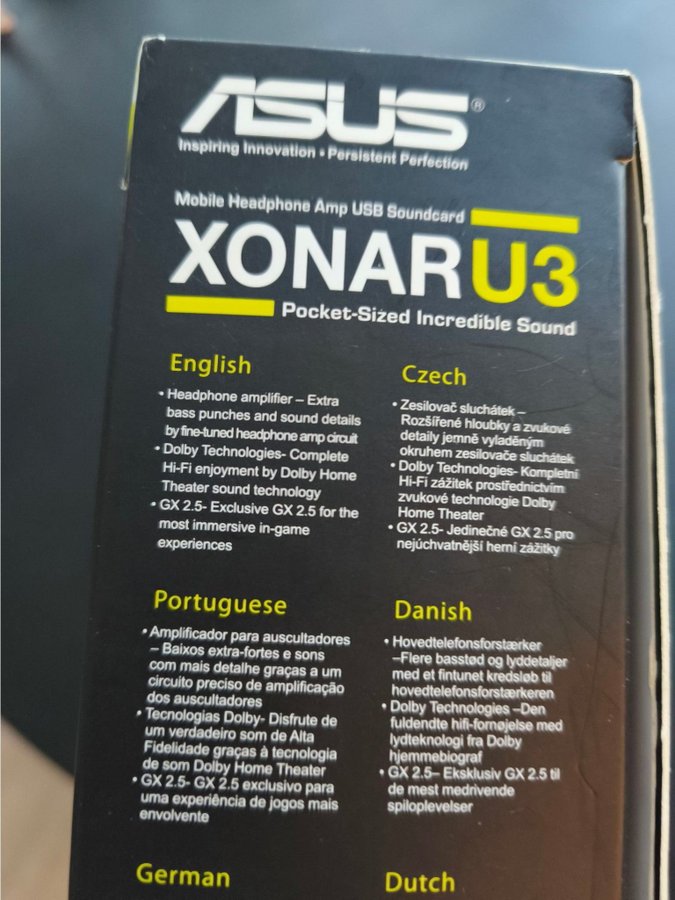 ASUS®
Inspiring Innovation • Persistent Perfection
Mobile Headphone Amp USB Soundcard
XONAR U3
Pocket-Sized Incredible Sound
English
• Headphone amplifier – Extra
bass punches and sound details
by fine-tuned headphone amp circuit
• Dolby Technologies- Complete
Hi-Fi enjoyment by Dolby Home
Theater sound technology
• GX 2.5- Exclusive GX 2.5 for the
most immersive in-game
experiences
Czech
• Zesilovač sluchátek –
Rozšířené hloubky a zvukové
detaily jemně vyladěným
okruhem zesilovače sluchátek
• Dolby Technologies- Kompletní
Hi-Fi zážitek prostřednictvím
zvukové technologie Dolby
Home Theater
• GX 2.5- Jedinečné GX 2.5 pro
nejúchvatnější herní zážitky
Portuguese
• Amplificador para auscultadores
– Baixos extra-fortes e sons
com mais detalhe graças a um
circuito preciso de amplificação
dos auscultadores
• Tecnologias Dolby- Disfrute de
um verdadeiro som de Alta
Fidelidade graças à tecnologia
de som Dolby Home Theater
• GX 2.5- GX 2.5 exclusivo para
uma experiência de jogos mais
envolvente
Danish
• Hovedtelefonsforstærker
–Flere basstød og lyddetaljer
med et fintunet kredsløb til
hovedtelefonsforstærkeren
• Dolby Technologies –Den
fuldendte hifi-fornøjelse med
lydteknologi fra Dolby
hjemmebiograf
• GX 2.5– Eksklusiv GX 2.5 til
de mest medrivende
spiloplevelser
German
Dutch